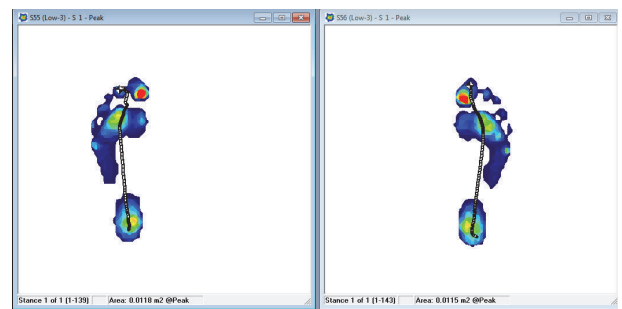 S55 (Low-3) - S 1 - Peak
S56 (Low-3) - S 1 - Peak
Stance 1 of 1 (1-139) Area: 0.0118 m2 @Peak
Stance 1 of 1 (1-143) Area: 0.0115 m2 @Peak